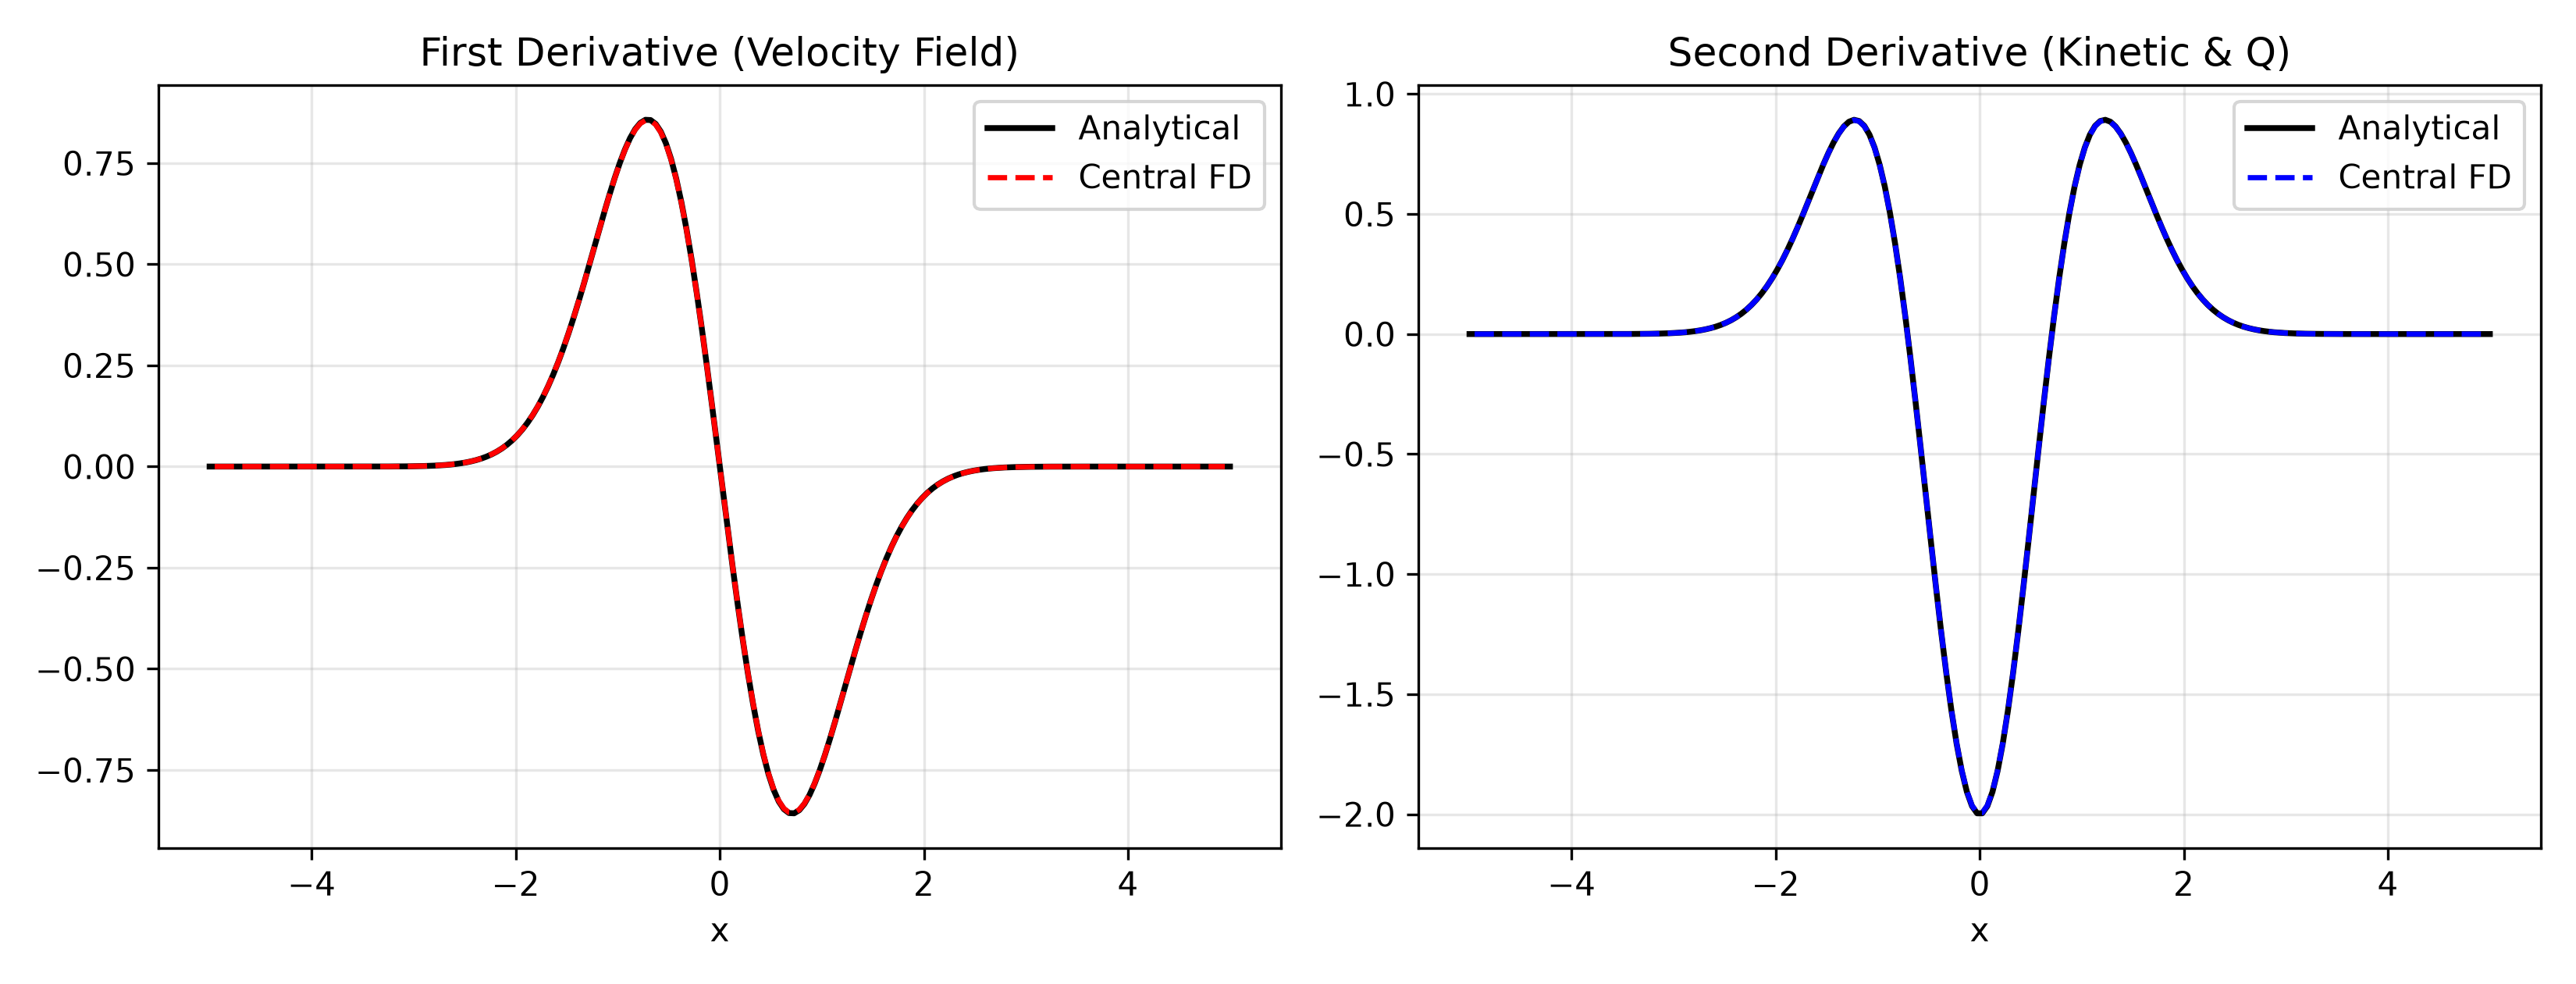 First Derivative (Velocity Field)
Analytical
Central FD
0.75
0.50
0.25
0.00
−0.25
−0.50
−0.75
−4 −2 0 2 4
x
Second Derivative (Kinetic & Q)
Analytical
Central FD
1.0
0.5
0.0
−0.5
−1.0
−1.5
−2.0
−4 −2 0 2 4
x